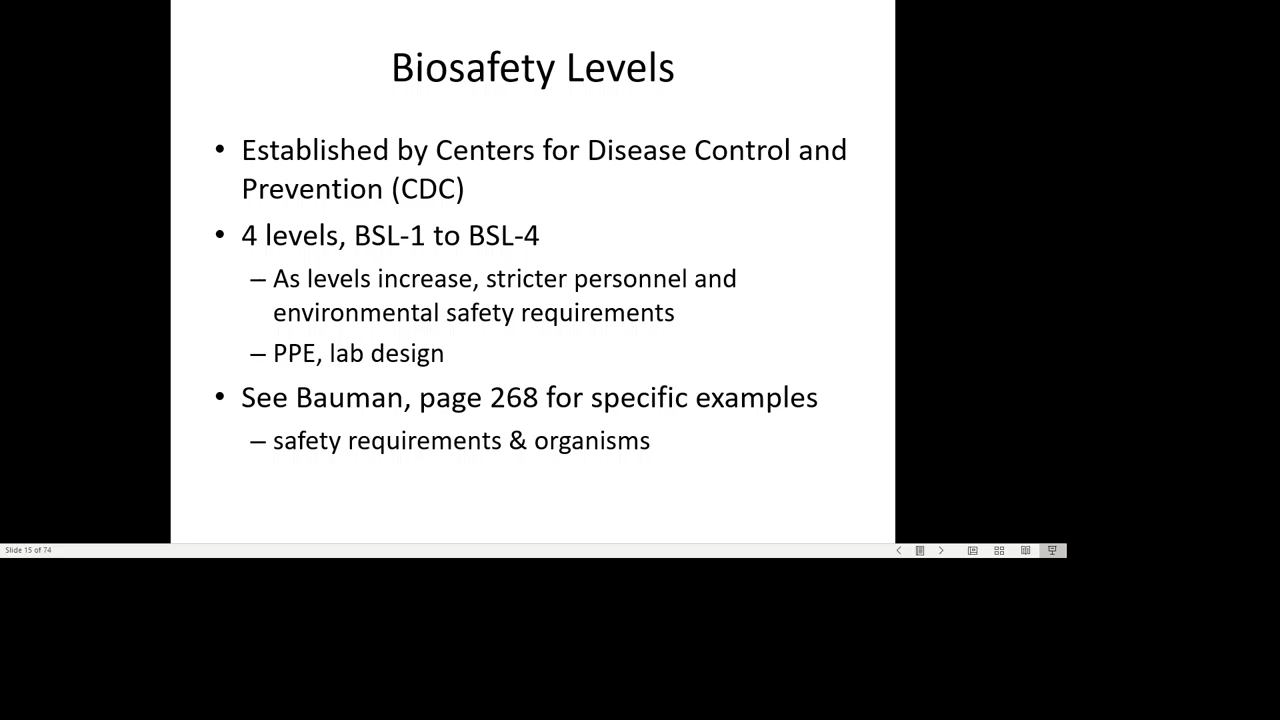 Biosafety Levels
• Established by Centers for Disease Control and
Prevention (CDC)
• 4 levels, BSL-1 to BSL-4
– As levels increase, stricter personnel and
environmental safety requirements
– PPE, lab design
• See Bauman, page 268 for specific examples
– safety requirements & organisms
Slide 15 of 74